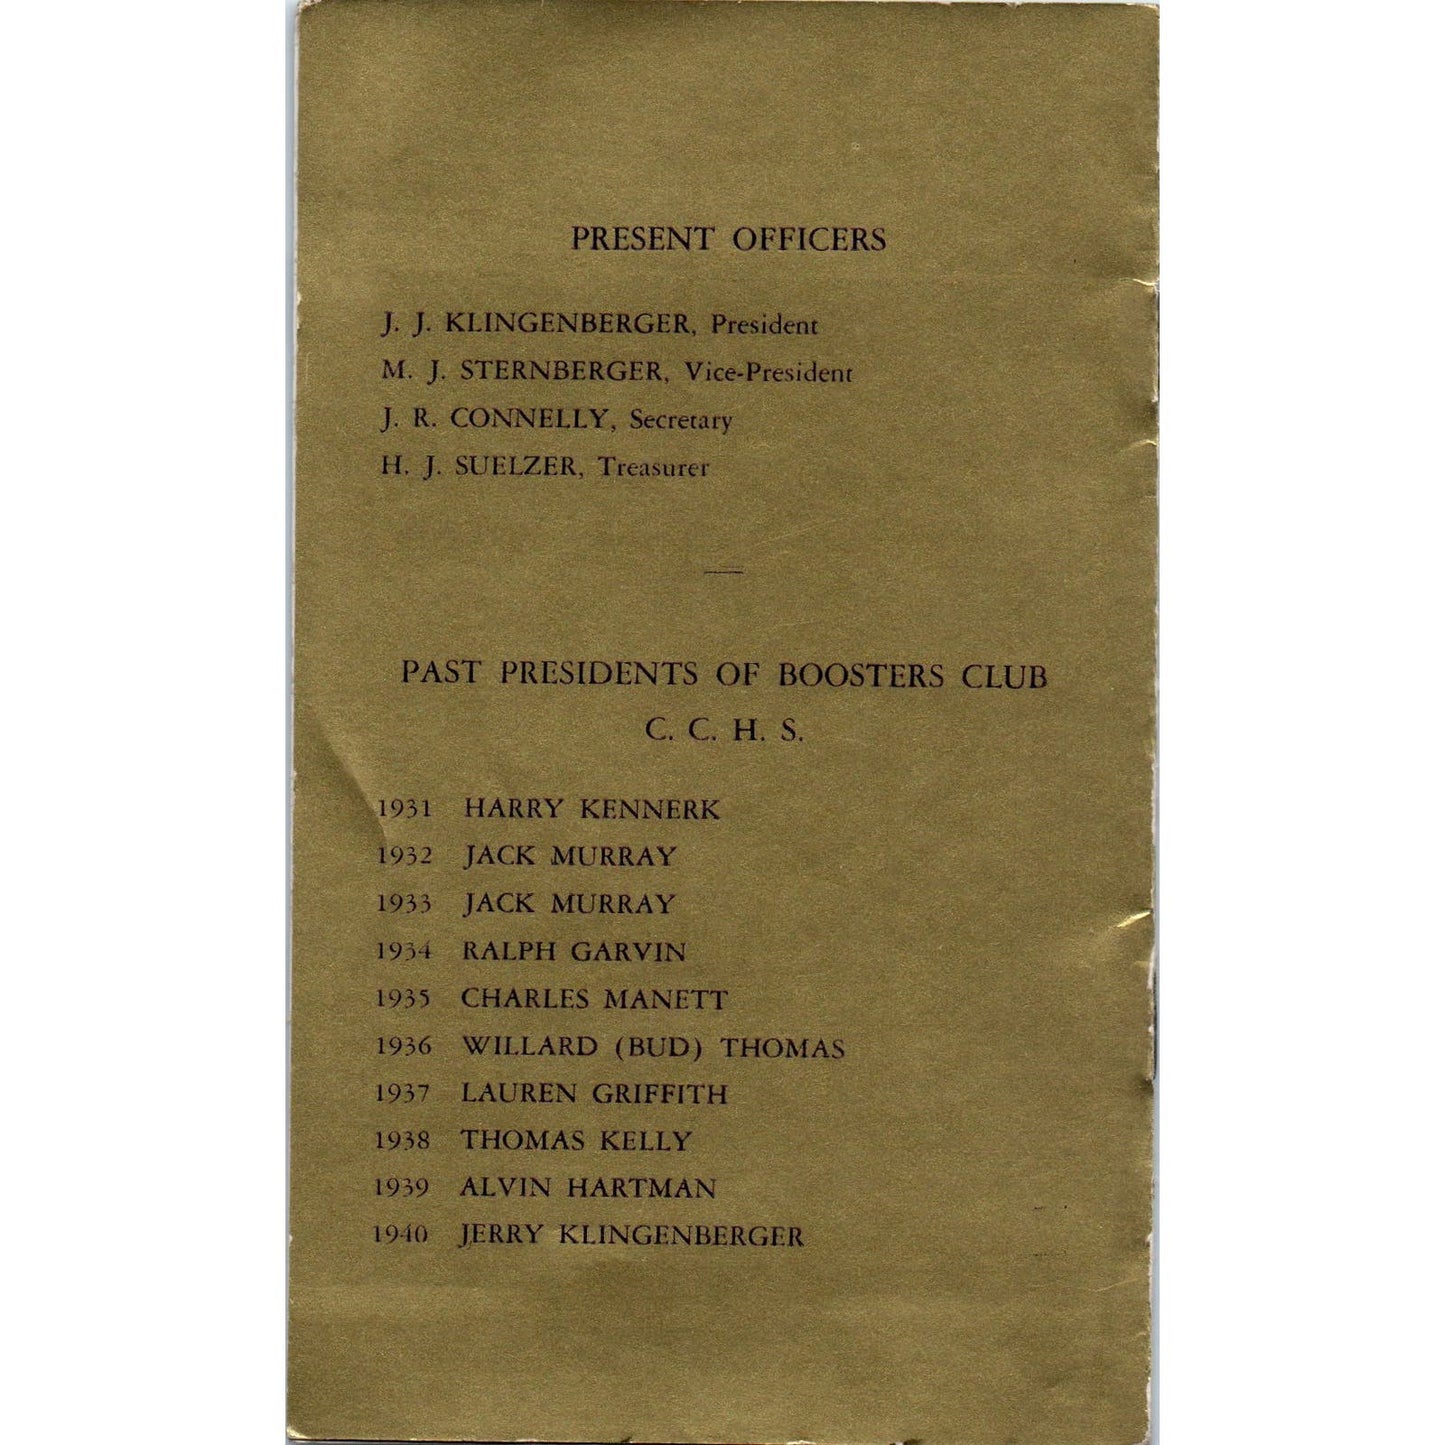 PRESENT OFFICERS
J. J. KLINGENBERGER, President
M. J. STERNBERGER, Vice-President
J. R. CONNELLY, Secretary
H. J. SUELZER, Treasurer
PAST PRESIDENTS OF BOOSTERS CLUB
C. C. H. S.
1931 HARRY KENNERK
1932 JACK MURRAY
1933 JACK MURRAY
1934 RALPH GARVIN
1935 CHARLES MANETT
1936 WILLARD (BUD) THOMAS
1937 LAUREN GRIFFITH
1938 THOMAS KELLY
1939 ALVIN HARTMAN
1940 JERRY KLINGENBERGER